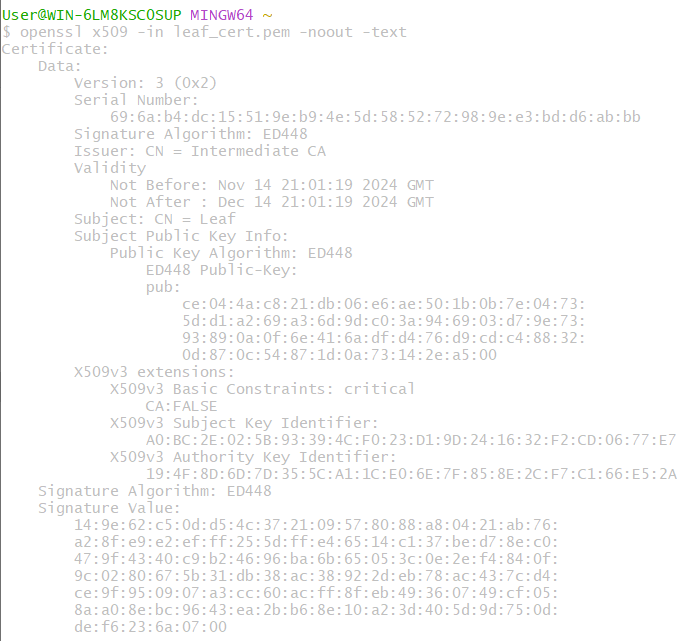 User@WIN-6LM8KSCOSUP MINGW64 ~
$ openssl x509 -in leaf_cert.pem -noout -text
Certificate:
    Data:
        Version: 3 (0x2)
        Serial Number:
            69:6a:b4:dc:15:51:9e:b9:4e:5d:58:52:72:98:9e:e3:bd:d6:ab:bb
        Signature Algorithm: ED448
        Issuer: CN = Intermediate CA
        Validity
            Not Before: Nov 14 21:01:19 2024 GMT
            Not After : Dec 14 21:01:19 2024 GMT
        Subject: CN = Leaf
        Subject Public Key Info:
            Public Key Algorithm: ED448
                ED448 Public-Key:
                pub:
                    ce:04:4a:c8:21:db:06:e6:ae:50:1b:0b:7e:04:73:
                    5d:d1:a2:69:a3:6d:9d:c0:3a:94:69:03:d7:9e:73:
                    93:89:0a:0f:6e:41:6a:df:d4:76:d9:cd:c4:88:32:
                    0d:87:0c:54:87:1d:0a:73:14:2e:a5:00
        X509v3 extensions:
            X509v3 Basic Constraints: critical
                CA:FALSE
            X509v3 Subject Key Identifier:
                A0:BC:2E:02:5B:93:39:4C:F0:23:D1:9D:24:16:32:F2:CD:06:77:E7
            X509v3 Authority Key Identifier:
                19:4F:8D:6D:7D:35:5C:A1:1C:E0:6E:7F:85:8E:2C:F7:C1:66:E5:2A
    Signature Algorithm: ED448
    Signature Value:
        14:9e:62:c5:0d:d5:4c:37:21:09:57:80:88:a8:04:21:ab:76:
        a2:8f:e9:e2:ef:ff:25:5d:ff:e4:65:14:c1:37:be:d7:8e:c0:
        47:9f:43:40:c9:b2:46:96:ba:6b:65:05:3c:0e:2e:f4:84:0f:
        9c:02:80:67:5b:31:db:38:ac:38:92:2d:eb:78:ac:43:7c:d4:
        ce:9f:95:09:07:a3:cc:60:ac:ff:8f:eb:49:36:07:49:cf:05:
        8a:a0:8e:bc:96:43:ea:2b:b6:8e:10:a2:3d:40:5d:9d:75:0d:
        de:f6:23:6a:07:00